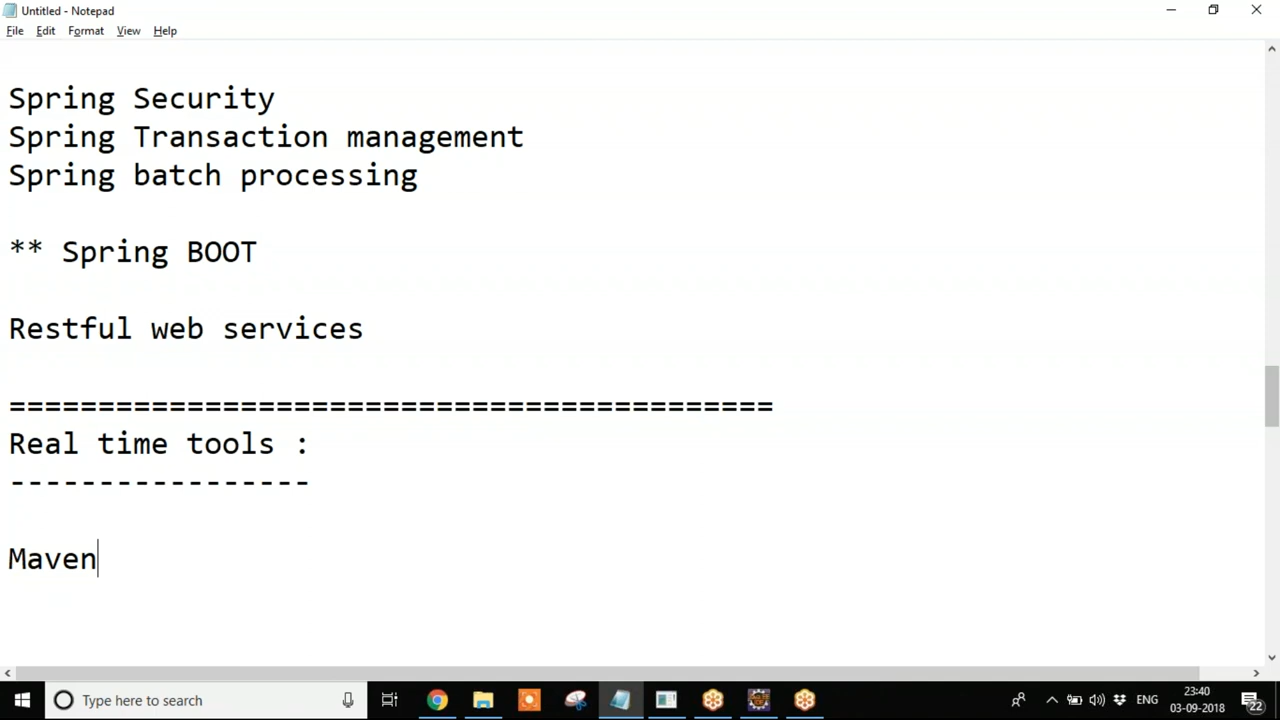 Untitled - Notepad
File Edit Format View Help
Spring Security
Spring Transaction management
Spring batch processing
** Spring BOOT
Restful web services
===========================================
Real time tools :
-----------------
Maven
Type here to search
ENG
23:40
03-09-2018
22